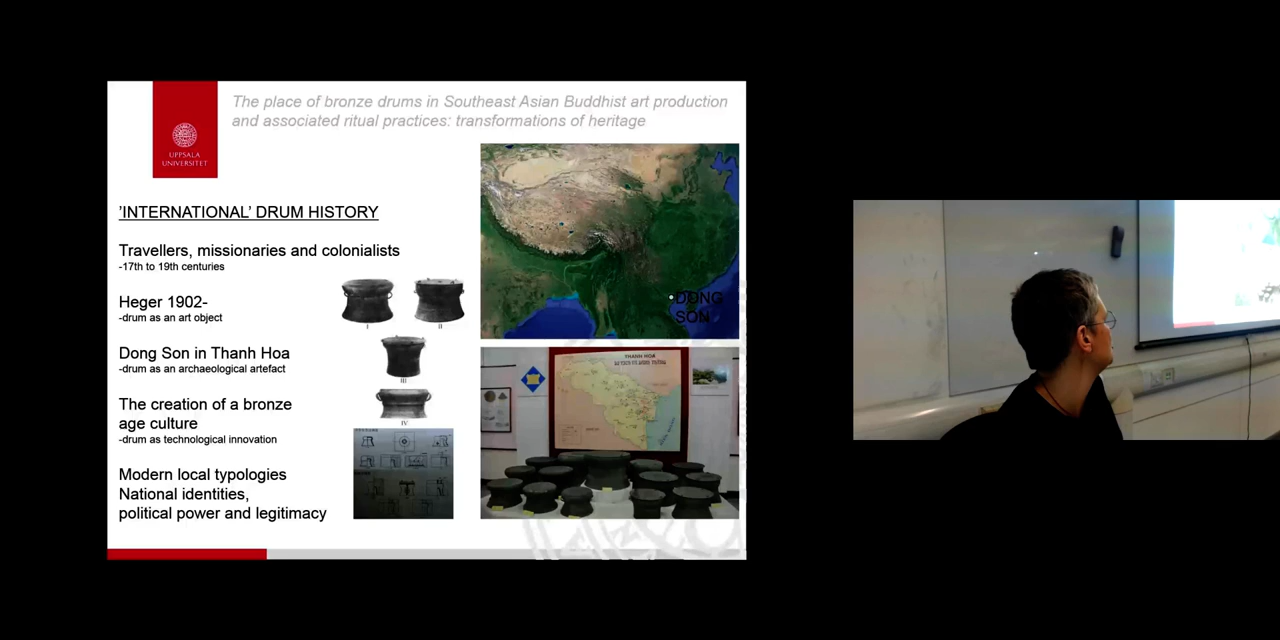 The place of bronze drums in Southeast Asian Buddhist art production
and associated ritual practices: transformations of heritage
UPPSALA
UNIVERSITET
'INTERNATIONAL' DRUM HISTORY
Travellers, missionaries and colonialists
-17th to 19th centuries
Heger 1902-
-drum as an art object
Dong Son in Thanh Hoa
-drum as an archaeological artefact
The creation of a bronze
age culture
-drum as technological innovation
Modern local typologies
National identities,
political power and legitimacy
I
II
III
IV
DONG
SON
THANH HOA